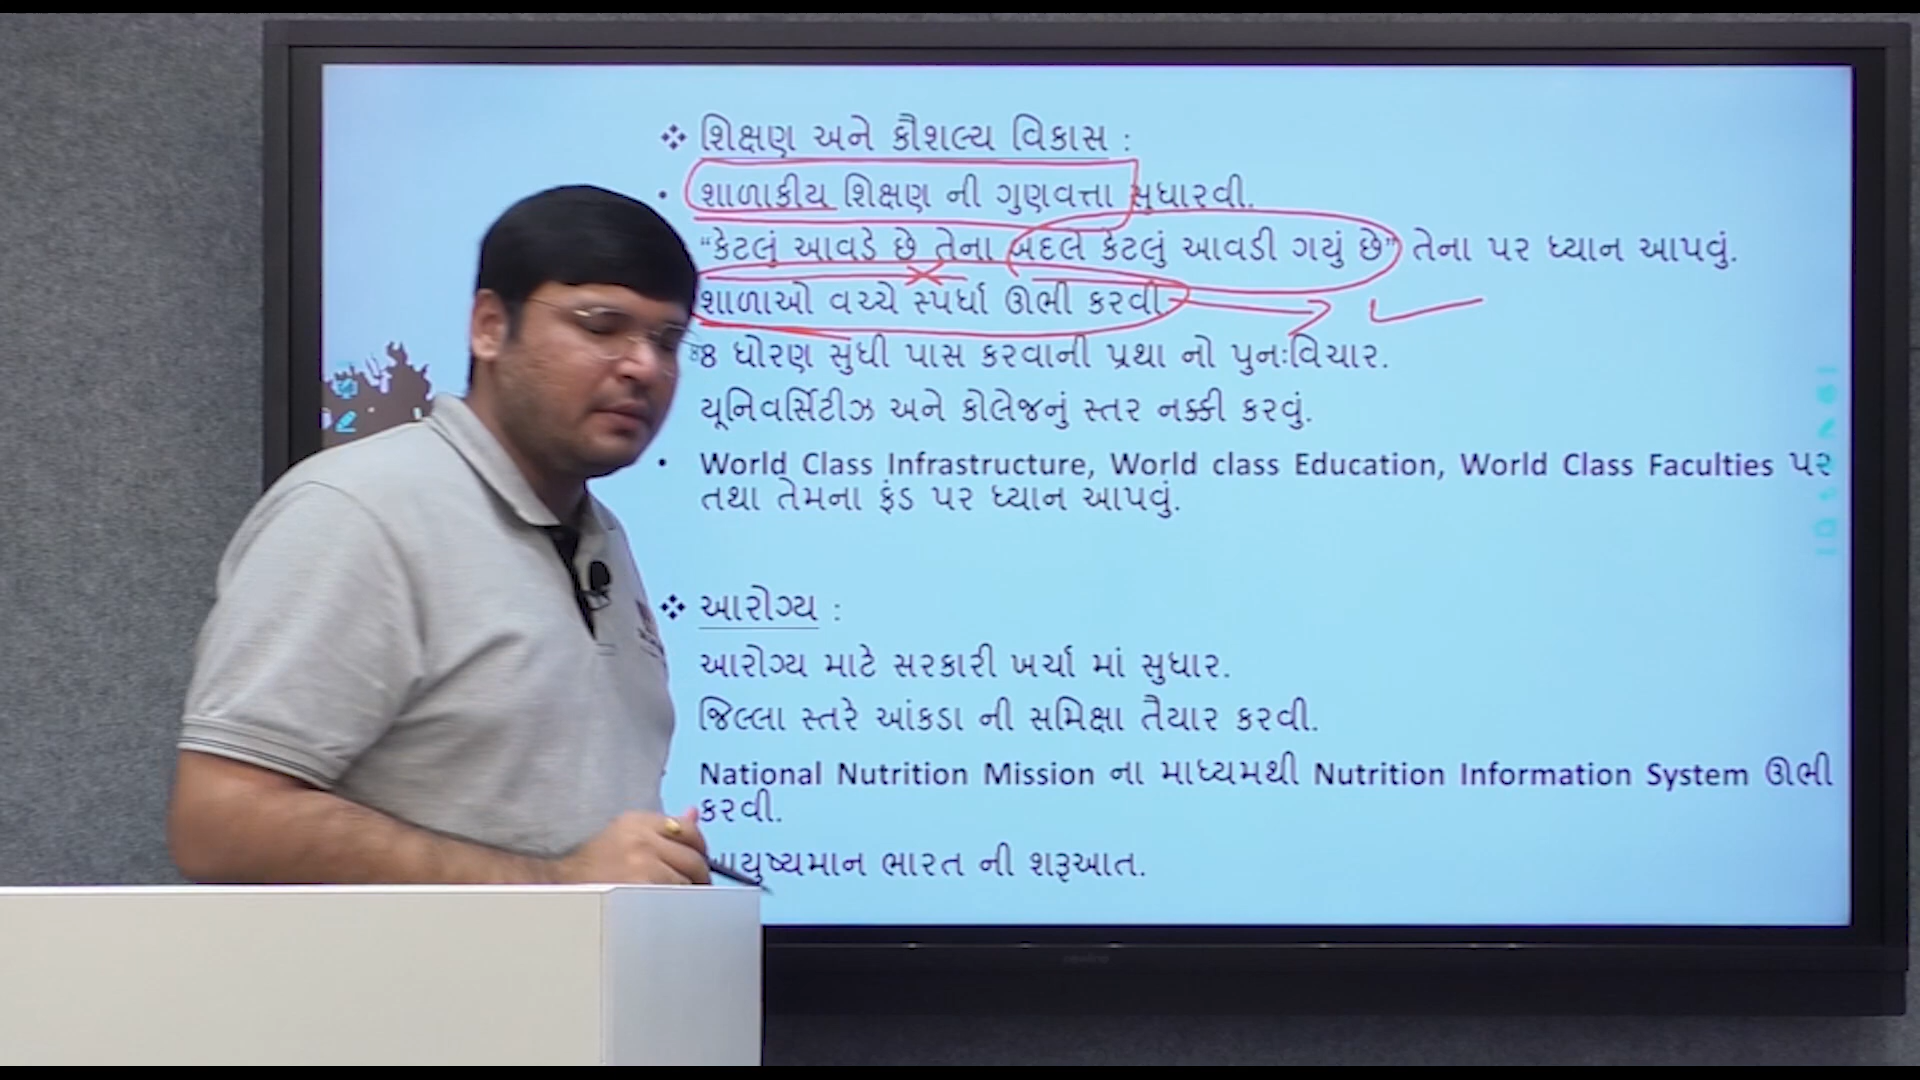 ❖ શિક્ષણ અને કૌશલ્ય વિકાસ :
• શાળાકીય શિક્ષણ ની ગુણવત્તા સુધારવી.
“કેટલું આવડે છે તેના બદલે કેટલું આવડી ગયું છે” તેના પર ધ્યાન આપવું.
શાળાઓ વચ્ચે સ્પર્ધા ઊભી કરવી
8 ધોરણ સુધી પાસ કરવાની પ્રથા નો પુનઃવિચાર.
યૂનિવર્સિટીઝ અને કોલેજનું સ્તર નક્કી કરવું.
• World Class Infrastructure, World class Education, World Class Faculties પર
તથા તેમના ફંડ પર ધ્યાન આપવું.
❖ આરોગ્ય :
આરોગ્ય માટે સરકારી ખર્ચા માં સુધાર.
જિલ્લા સ્તરે આંકડા ની સમિક્ષા તૈયાર કરવી.
National Nutrition Mission ના માધ્યમથી Nutrition Information System ઊભી
કરવી.
આયુષ્યમાન ભારત ની શરૂઆત.